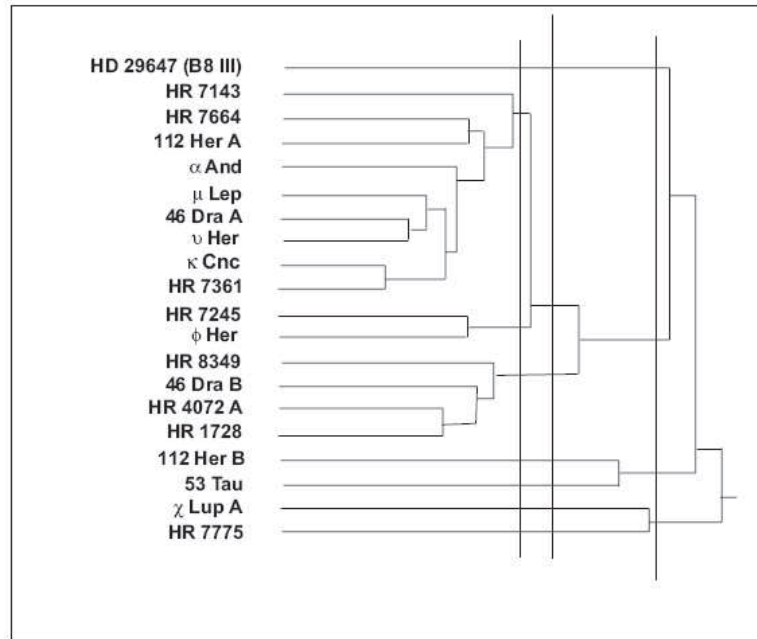 HD 29647 (B8 III)
HR 7143
HR 7664
112 Her A
α And
μ Lep
46 Dra A
υ Her
κ Cnc
HR 7361
HR 7245
ϕ Her
HR 8349
46 Dra B
HR 4072 A
HR 1728
112 Her B
53 Tau
χ Lup A
HR 7775